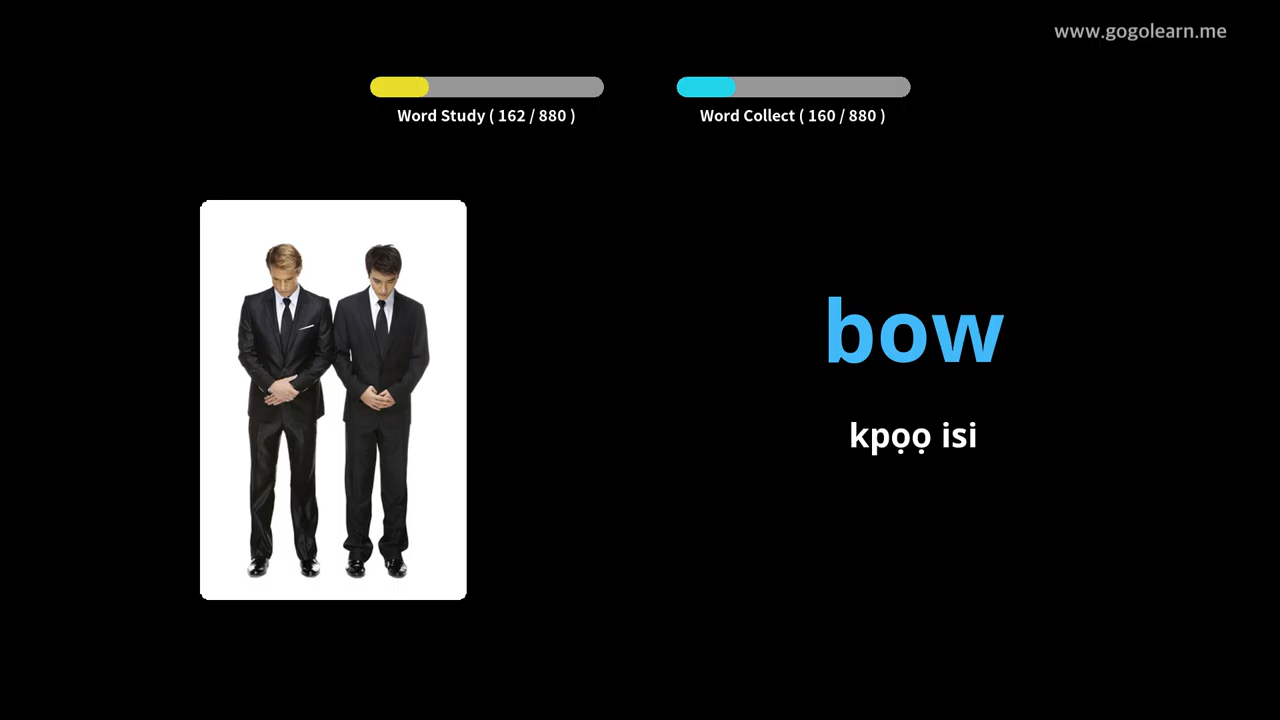 www.gogolearn.me
Word Study ( 162 / 880 )
Word Collect ( 160 / 880 )
bow
kpọọ isi